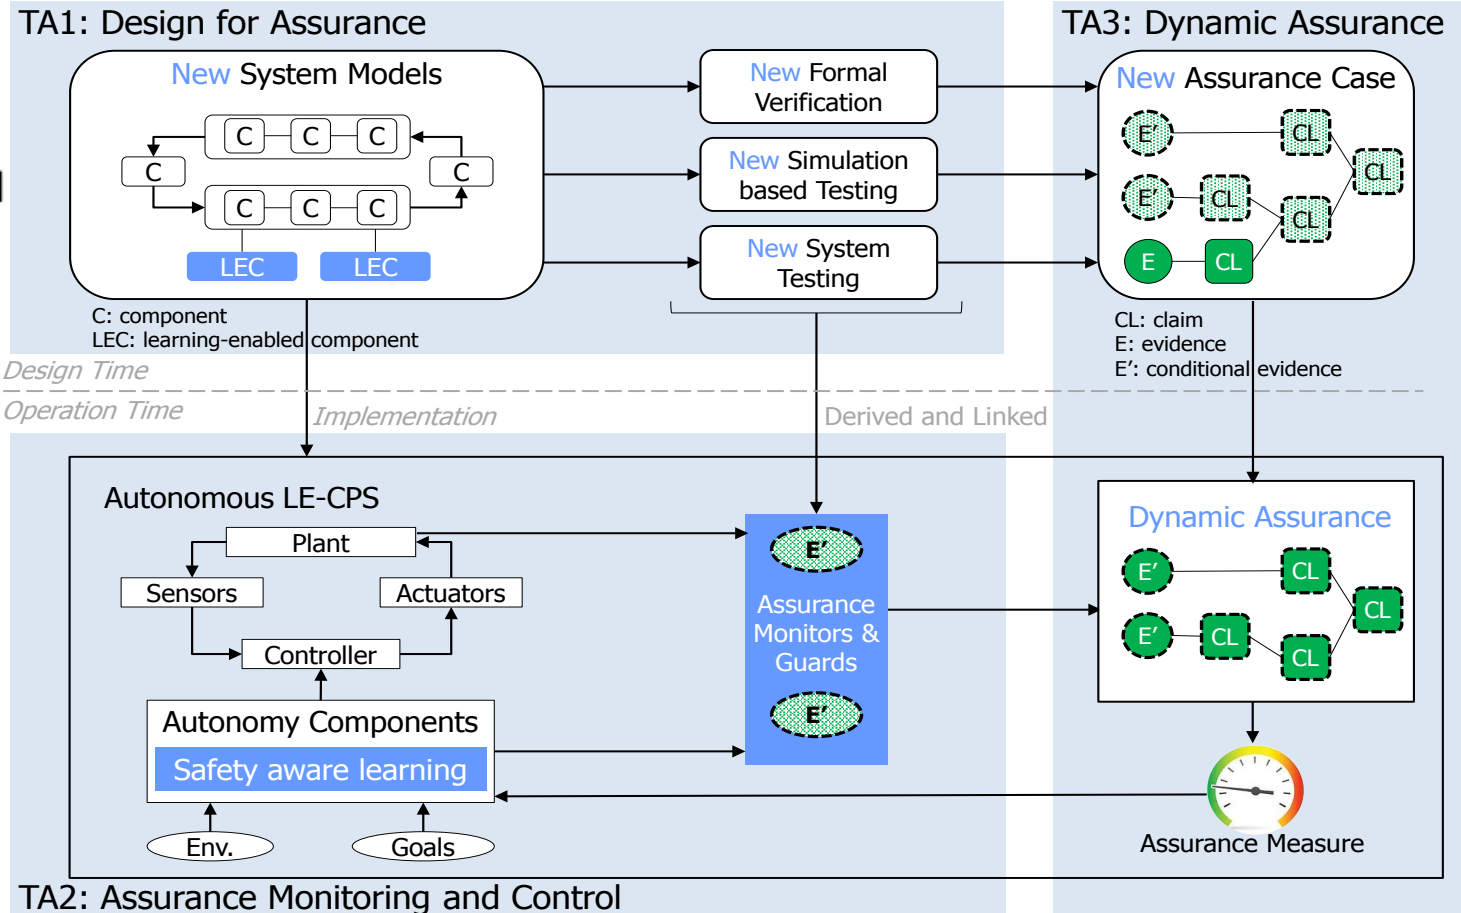 TA1: Design for Assurance
TA3: Dynamic Assurance
New System Models
C C C
C C
C C C
LEC LEC
C: component
LEC: learning-enabled component
New Formal
Verification
New Simulation
based Testing
New System
Testing
New Assurance Case
E' CL
CL
E' CL CL
E CL
CL: claim
E: evidence
E': conditional evidence
Design Time
Operation Time
Implementation
Derived and Linked
Autonomous LE-CPS
Plant
Sensors Actuators
Controller
Autonomy Components
Safety aware learning
Env. Goals
E'
Assurance
Monitors &
Guards
E'
Dynamic Assurance
E' CL
CL
E' CL CL
Assurance Measure
TA2: Assurance Monitoring and Control